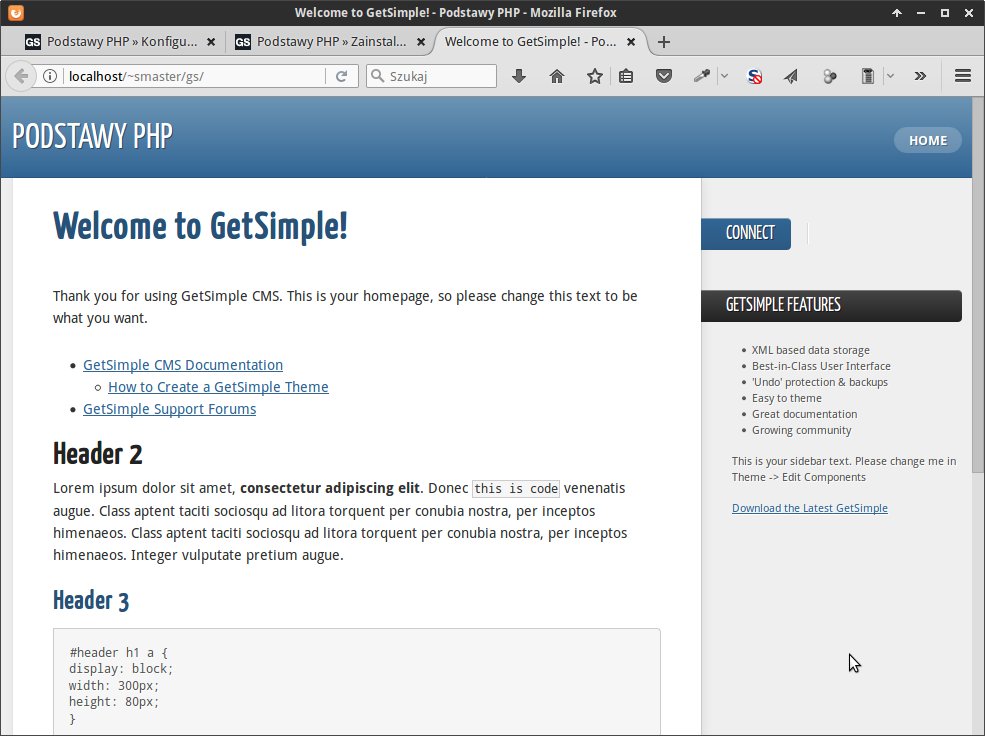 Welcome to GetSimple! - Podstawy PHP - Mozilla Firefox
GS Podstawy PHP » Konfigu...
GS Podstawy PHP » Zainstal...
Welcome to GetSimple! - Po...
localhost/~smaster/gs/
Szukaj
PODSTAWY PHP
HOME
Welcome to GetSimple!
Thank you for using GetSimple CMS. This is your homepage, so please change this text to be
what you want.
GetSimple CMS Documentation
How to Create a GetSimple Theme
GetSimple Support Forums
Header 2
Lorem ipsum dolor sit amet, consectetur adipiscing elit. Donec this is code venenatis
augue. Class aptent taciti sociosqu ad litora torquent per conubia nostra, per inceptos
himenaeos. Class aptent taciti sociosqu ad litora torquent per conubia nostra, per inceptos
himenaeos. Integer vulputate pretium augue.
Header 3
#header h1 a {
display: block;
width: 300px;
height: 80px;
}
CONNECT
GETSIMPLE FEATURES
XML based data storage
Best-in-Class User Interface
'Undo' protection & backups
Easy to theme
Great documentation
Growing community
This is your sidebar text. Please change me in
Theme -> Edit Components
Download the Latest GetSimple